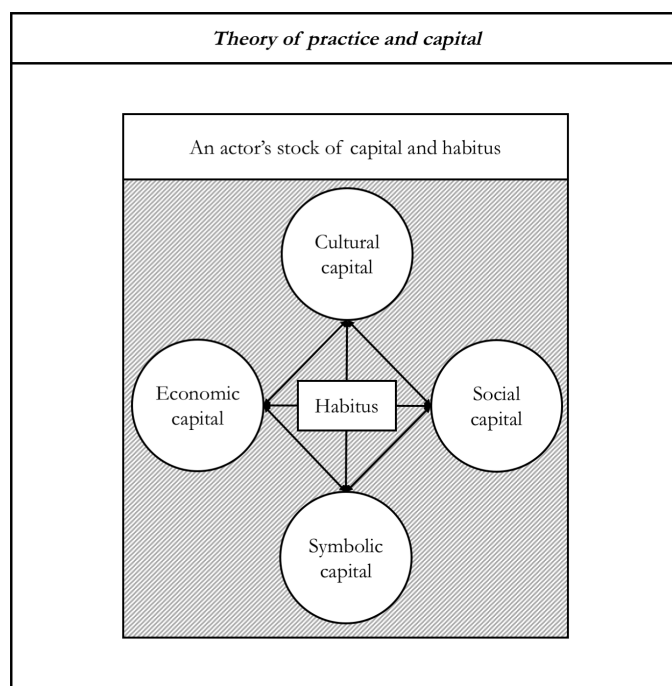 Theory of practice and capital
An actor’s stock of capital and habitus
Cultural
capital
Economic
capital
Habitus
Social
capital
Symbolic
capital